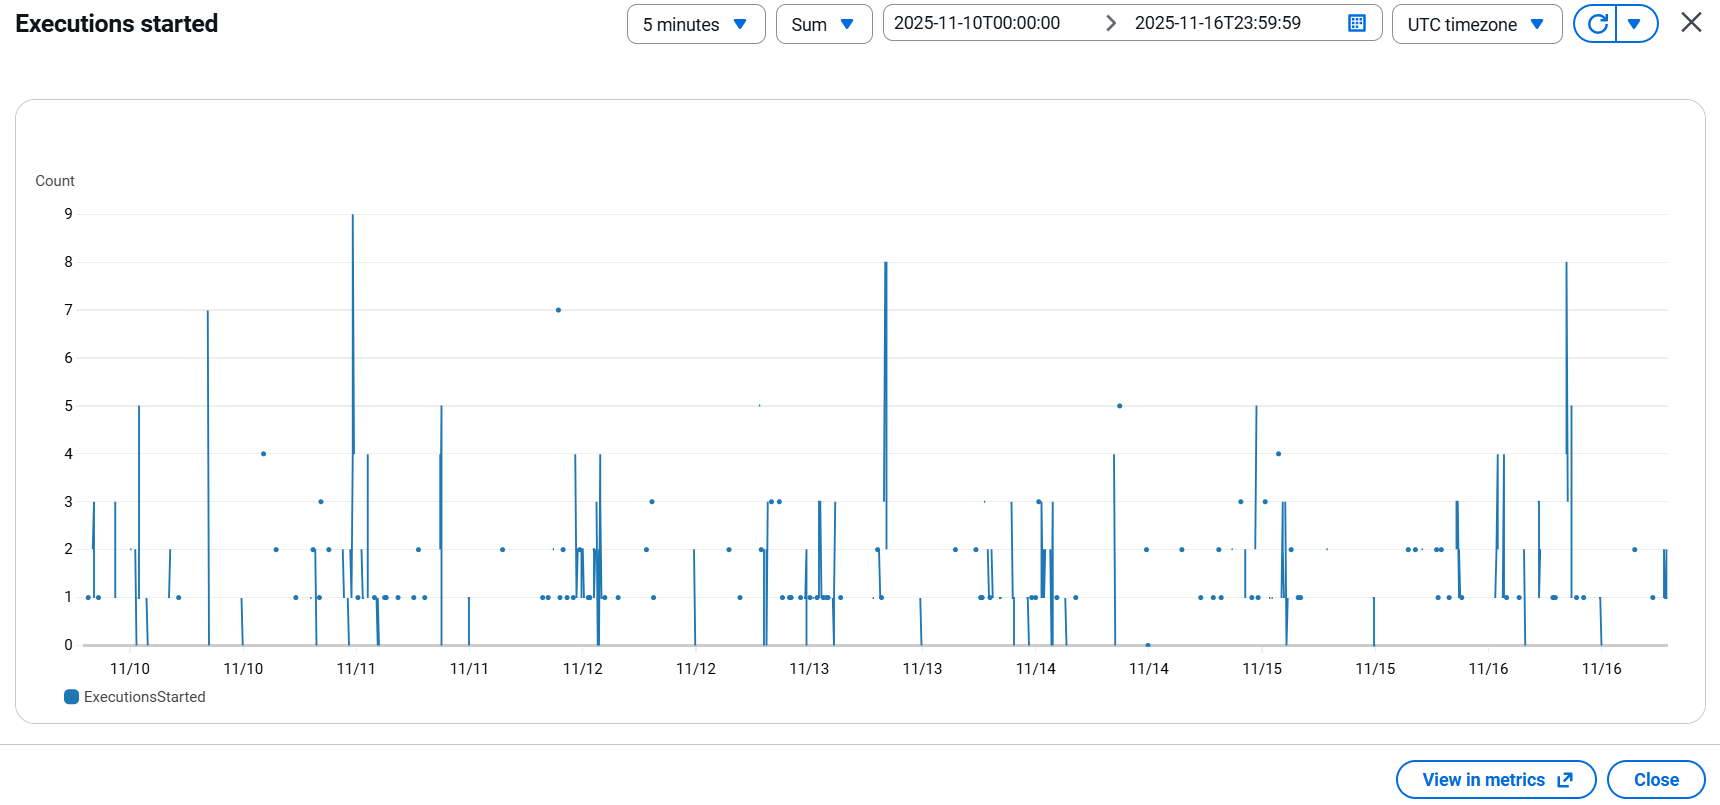 Executions started
5 minutes
Sum
2025-11-10T00:00:00
2025-11-16T23:59:59
UTC timezone
Count
9
8
7
6
5
4
3
2
1
0
11/10 11/10 11/11 11/11 11/12 11/12 11/13 11/13 11/14 11/14 11/15 11/15 11/16 11/16
ExecutionsStarted
View in metrics
Close